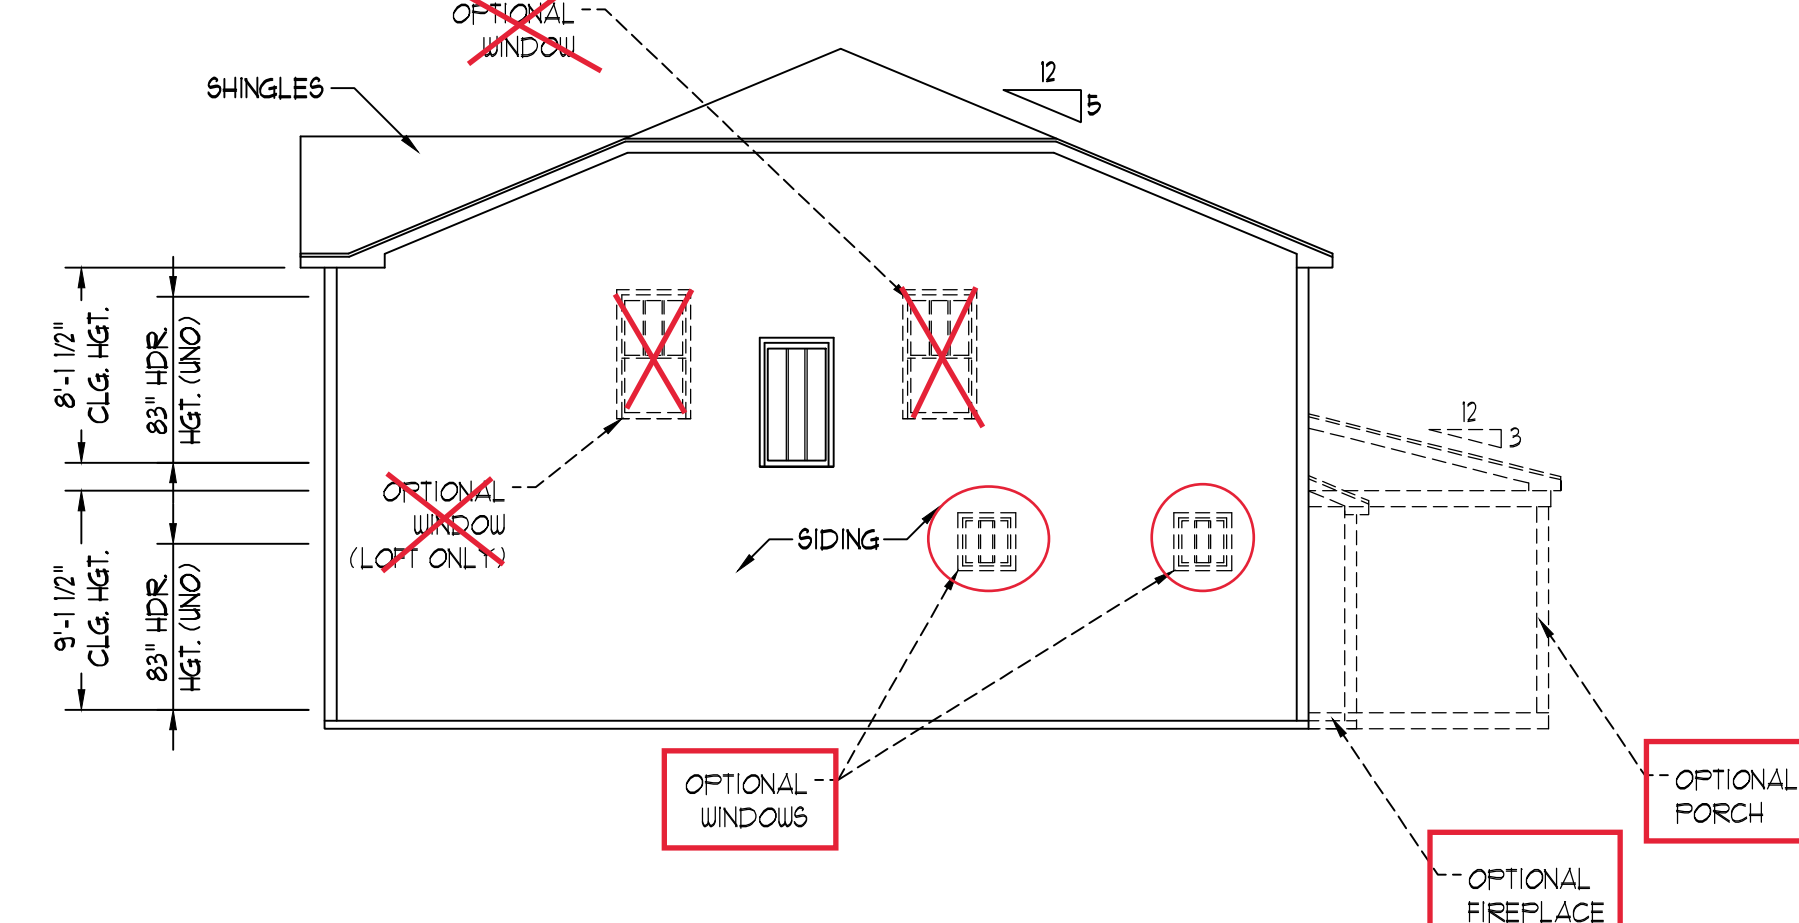 OPTIONAL
WINDOW
SHINGLES
12
5
8'-1 1/2"
CLG. HGT.
83" HDR.
HGT. (UNO)
12
3
OPTIONAL
WINDOW
(LOFT ONLY)
SIDING
9'-1 1/2"
CLG. HGT.
83" HDR.
HGT. (UNO)
OPTIONAL
WINDOWS
OPTIONAL
PORCH
OPTIONAL
FIREPLACE